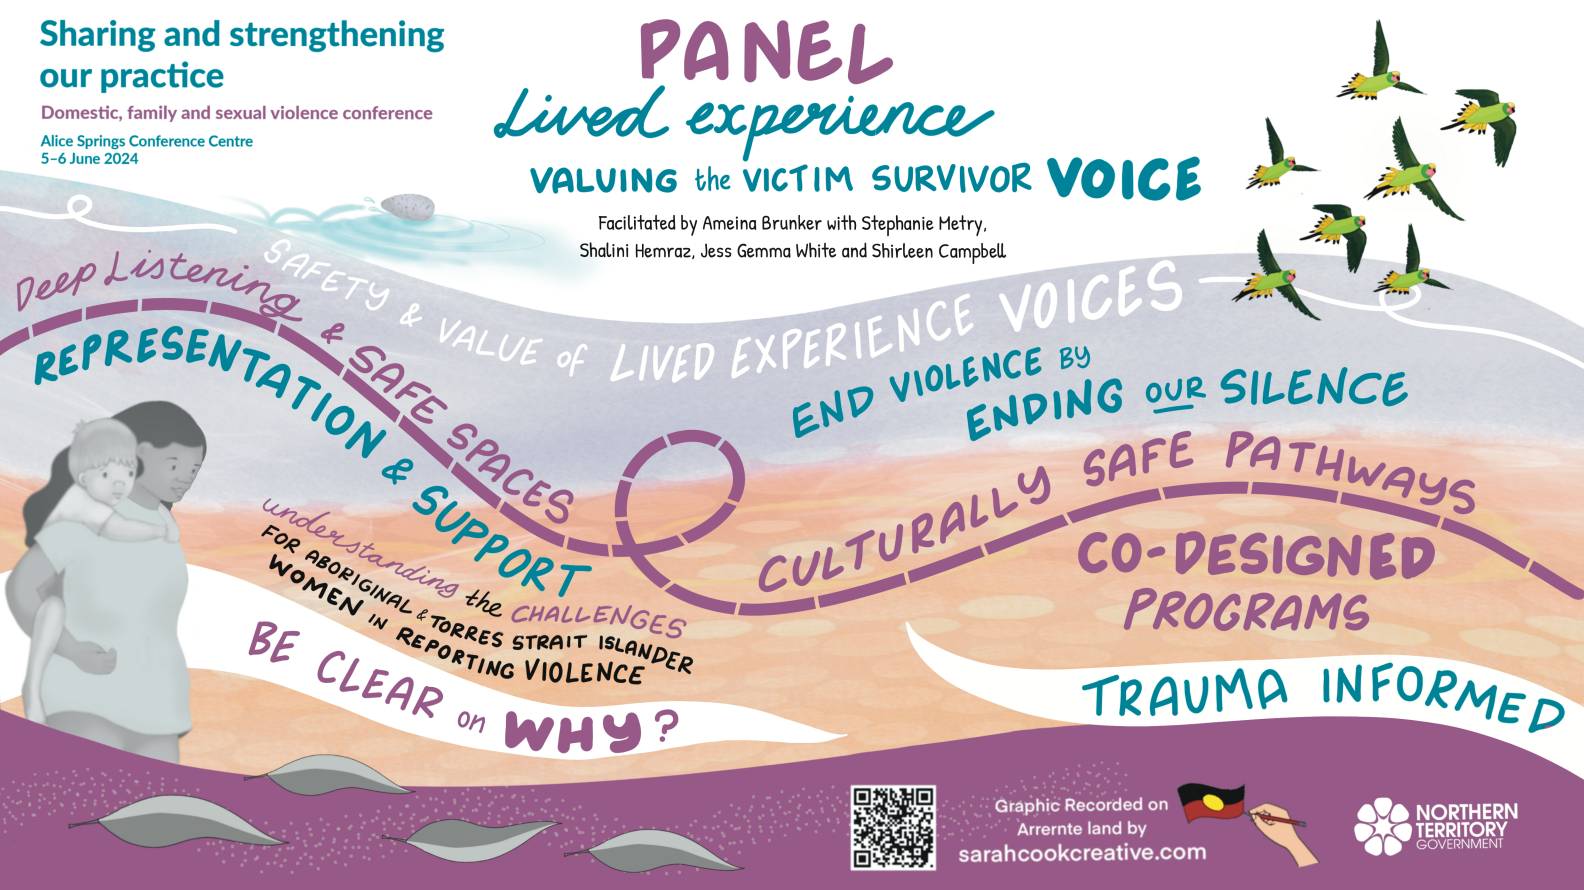 Sharing and strengthening
our practice
Domestic, family and sexual violence conference
Alice Springs Conference Centre
5–6 June 2024
PANEL
Lived experience
VALUING the VICTIM SURVIVOR VOICE
Facilitated by Ameina Brunker with Stephanie Metry,
Shalini Hemraz, Jess Gemma White and Shirleen Campbell
SAFETY & VALUE of LIVED EXPERIENCE VOICES
Deep Listening & SAFE SPACES
REPRESENTATION & SUPPORT
END VIOLENCE BY
ENDING OUR SILENCE
CULTURALLY SAFE PATHWAYS
understanding the CHALLENGES
FOR ABORIGINAL & TORRES STRAIT ISLANDER
WOMEN IN REPORTING VIOLENCE
CO-DESIGNED
PROGRAMS
BE CLEAR on WHY?
TRAUMA INFORMED
Graphic Recorded on
Arrernte land by
sarahcookcreative.com
NORTHERN
TERRITORY
GOVERNMENT